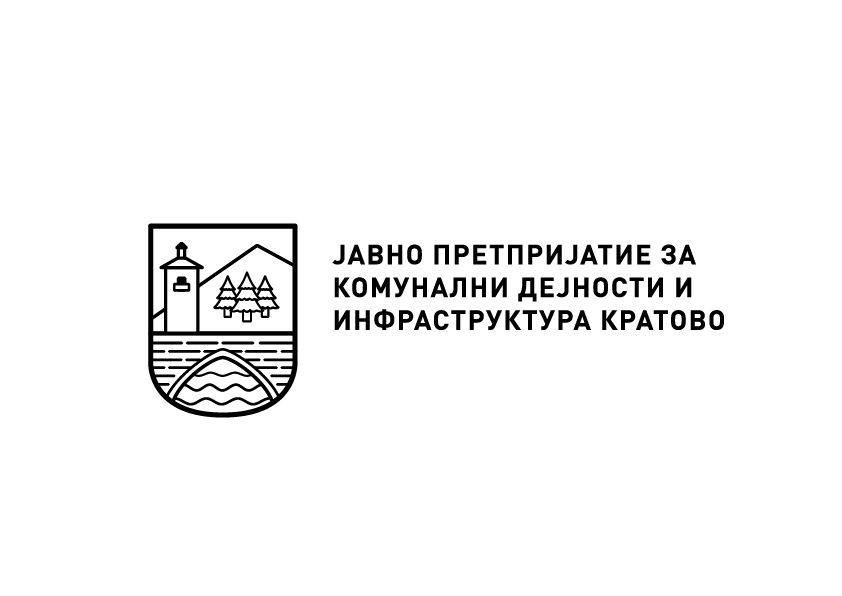 ЈАВНО ПРЕТПРИЈАТИЕ ЗА
КОМУНАЛНИ ДЕЈНОСТИ И
ИНФРАСТРУКТУРА КРАТОВО